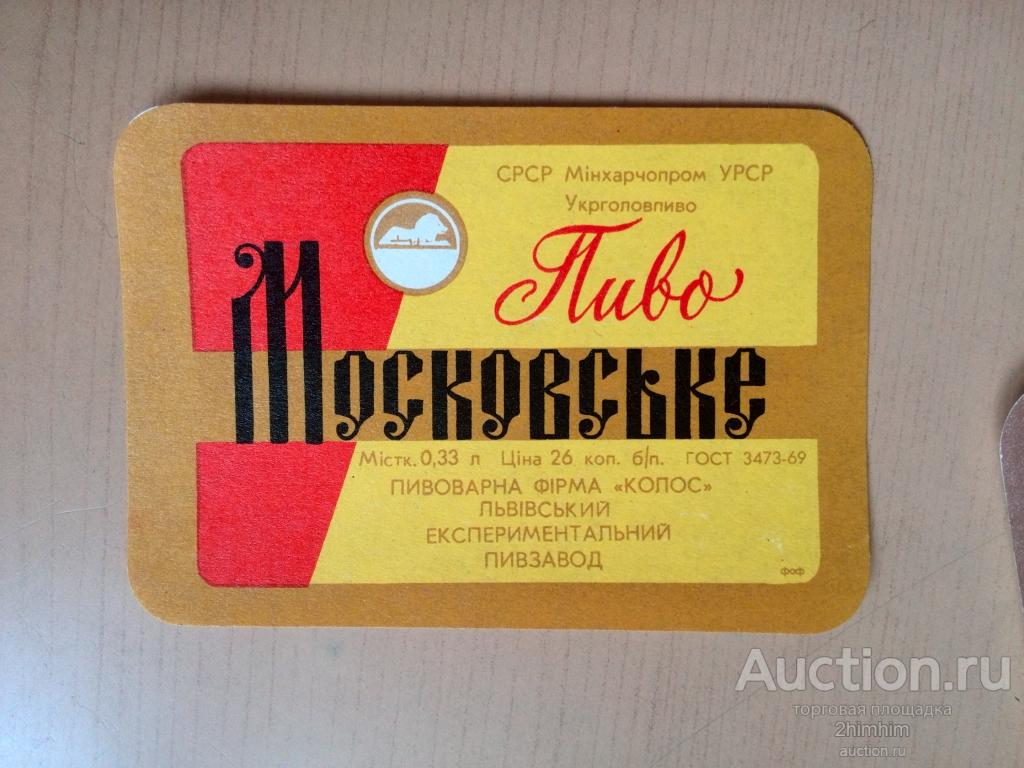 СРСР Мінхарчопром УРСР
Укрголовпиво
Пиво
Московське
Містк. 0,33 л Ціна 26 коп. б/п. ГОСТ 3473-69
ПИВОВАРНА ФІРМА «КОЛОС»
ЛЬВІВСЬКИЙ
ЕКСПЕРИМЕНТАЛЬНИЙ
ПИВЗАВОД
фоф
Auction.ru
торговая площадка
2himhim
auction.ru